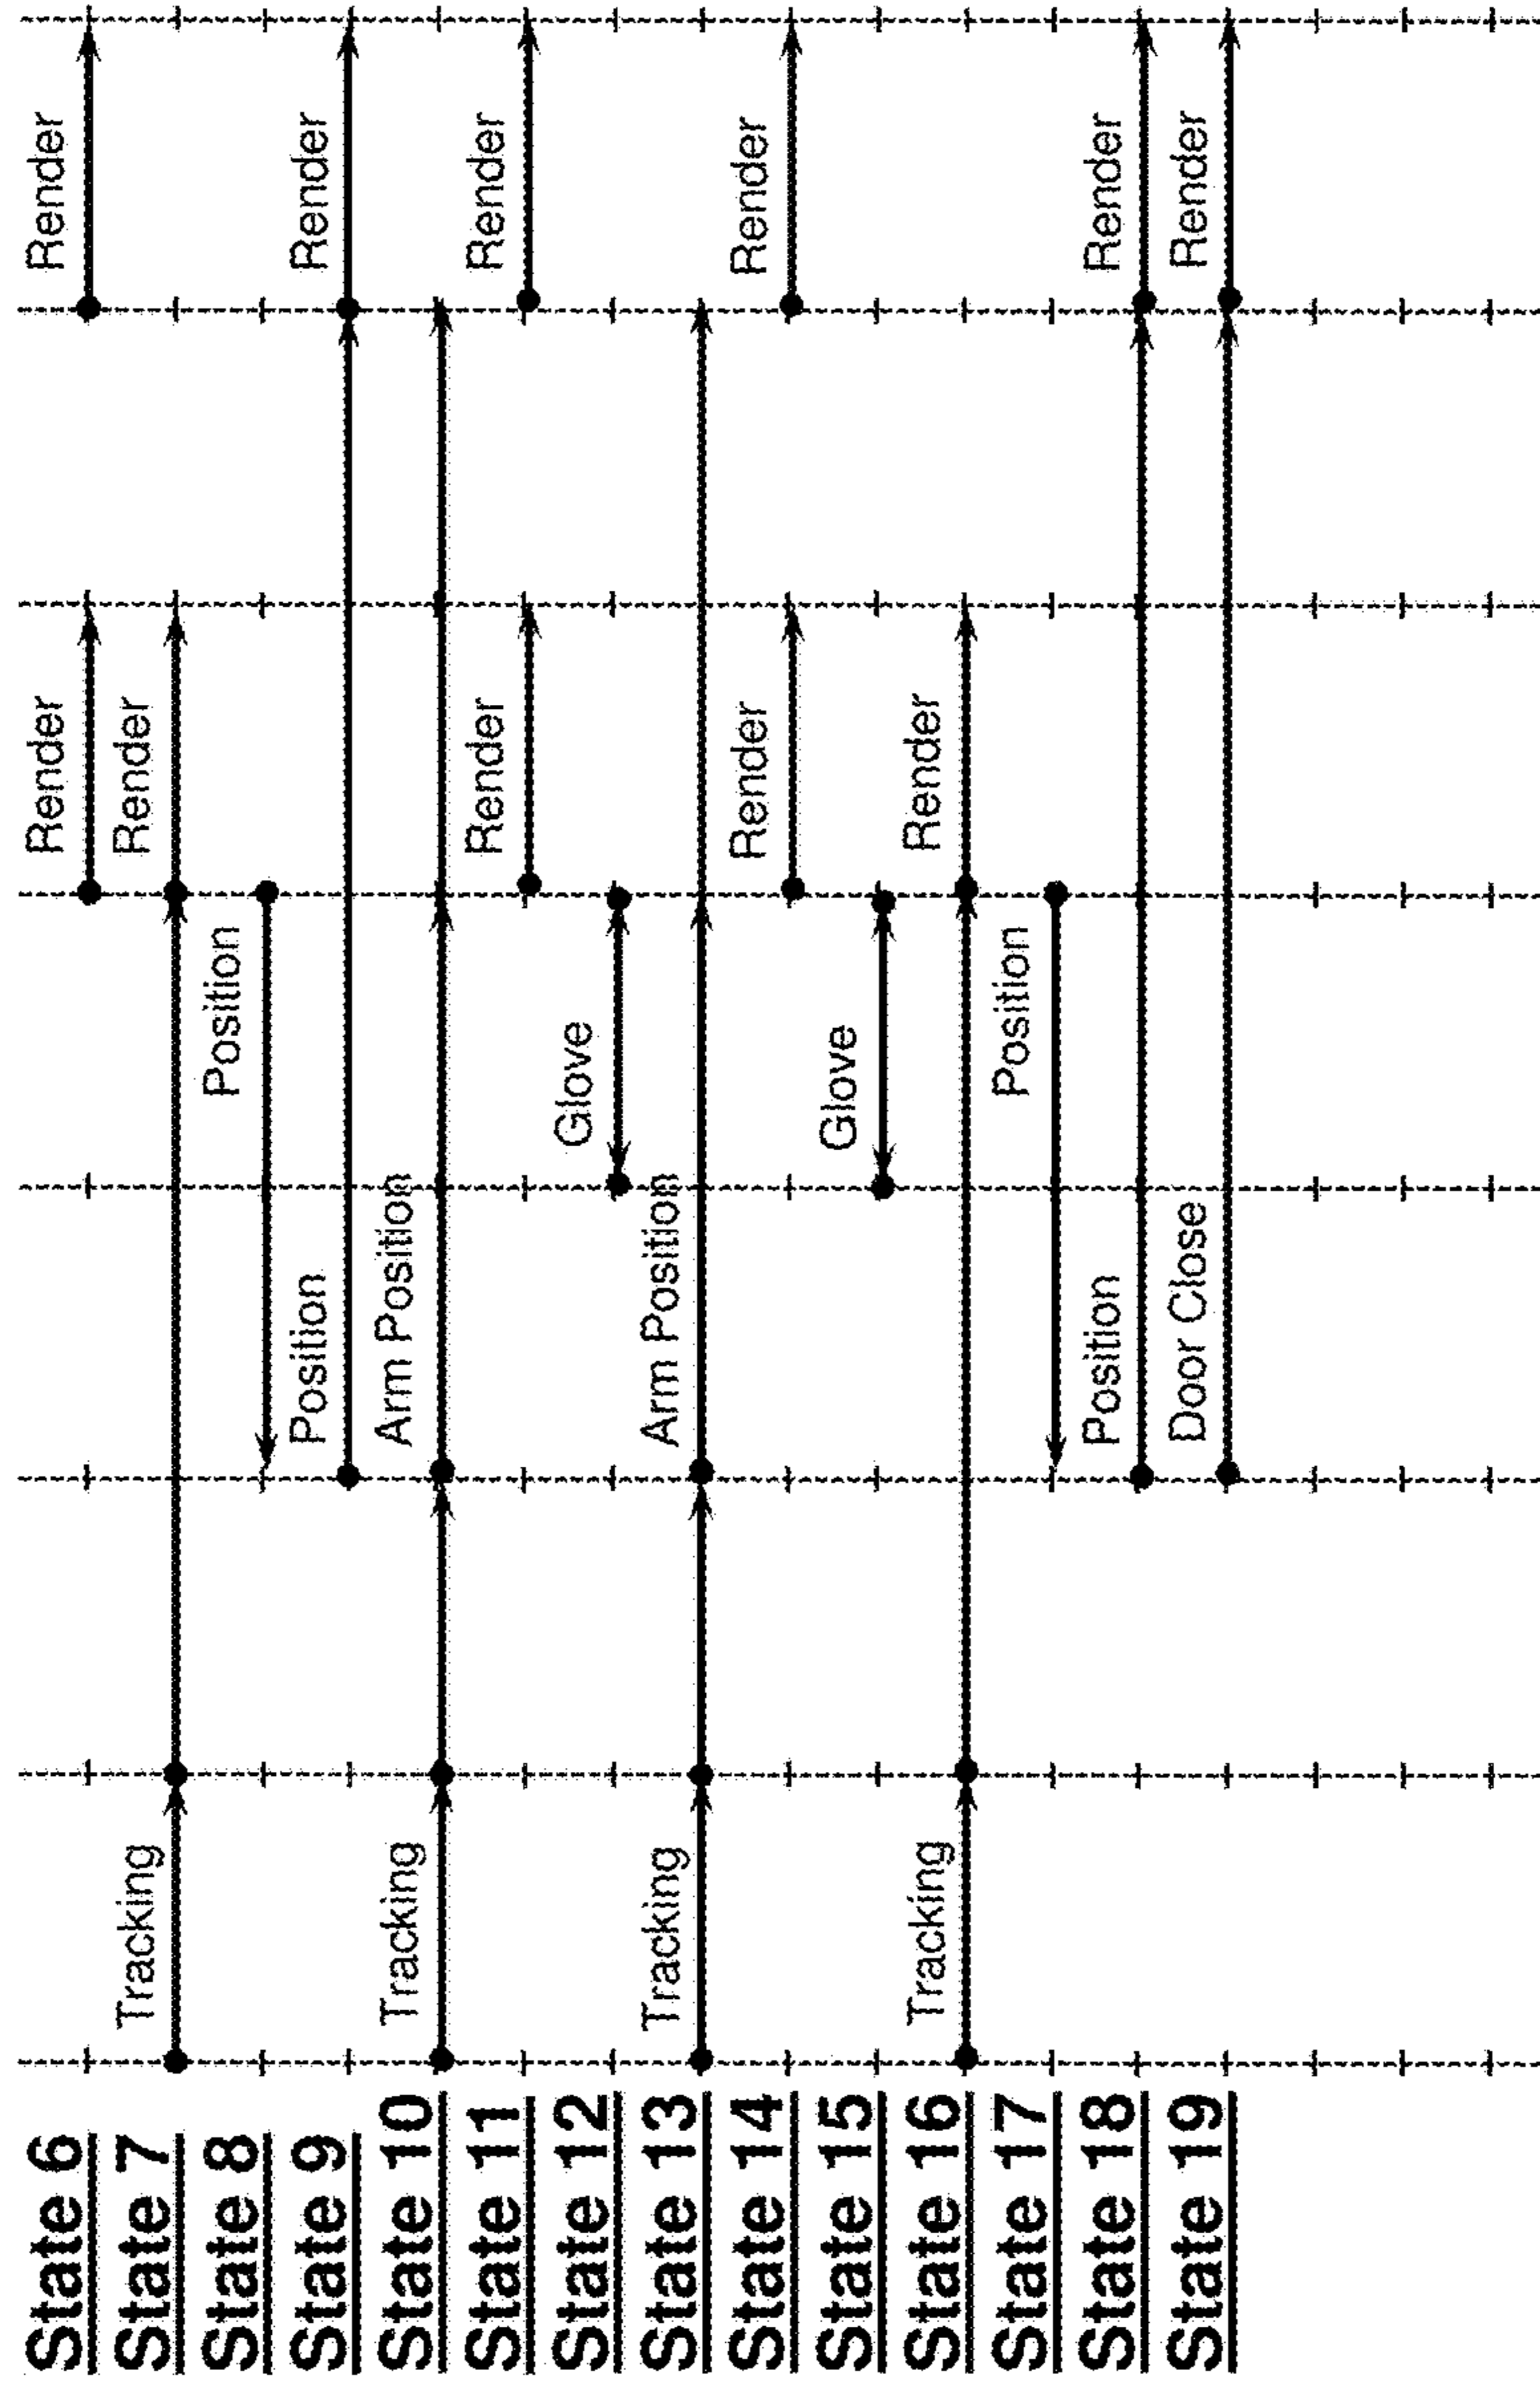 State 6
Render
Render
State 7
Tracking
Render
State 8
Position
State 9
Position
Render
State 10
Tracking
Arm Position
State 11
Render
Render
State 12
Glove
State 13
Tracking
Arm Position
State 14
Render
Render
State 15
Glove
State 16
Tracking
Render
State 17
Position
State 18
Position
Render
State 19
Door Close
Render